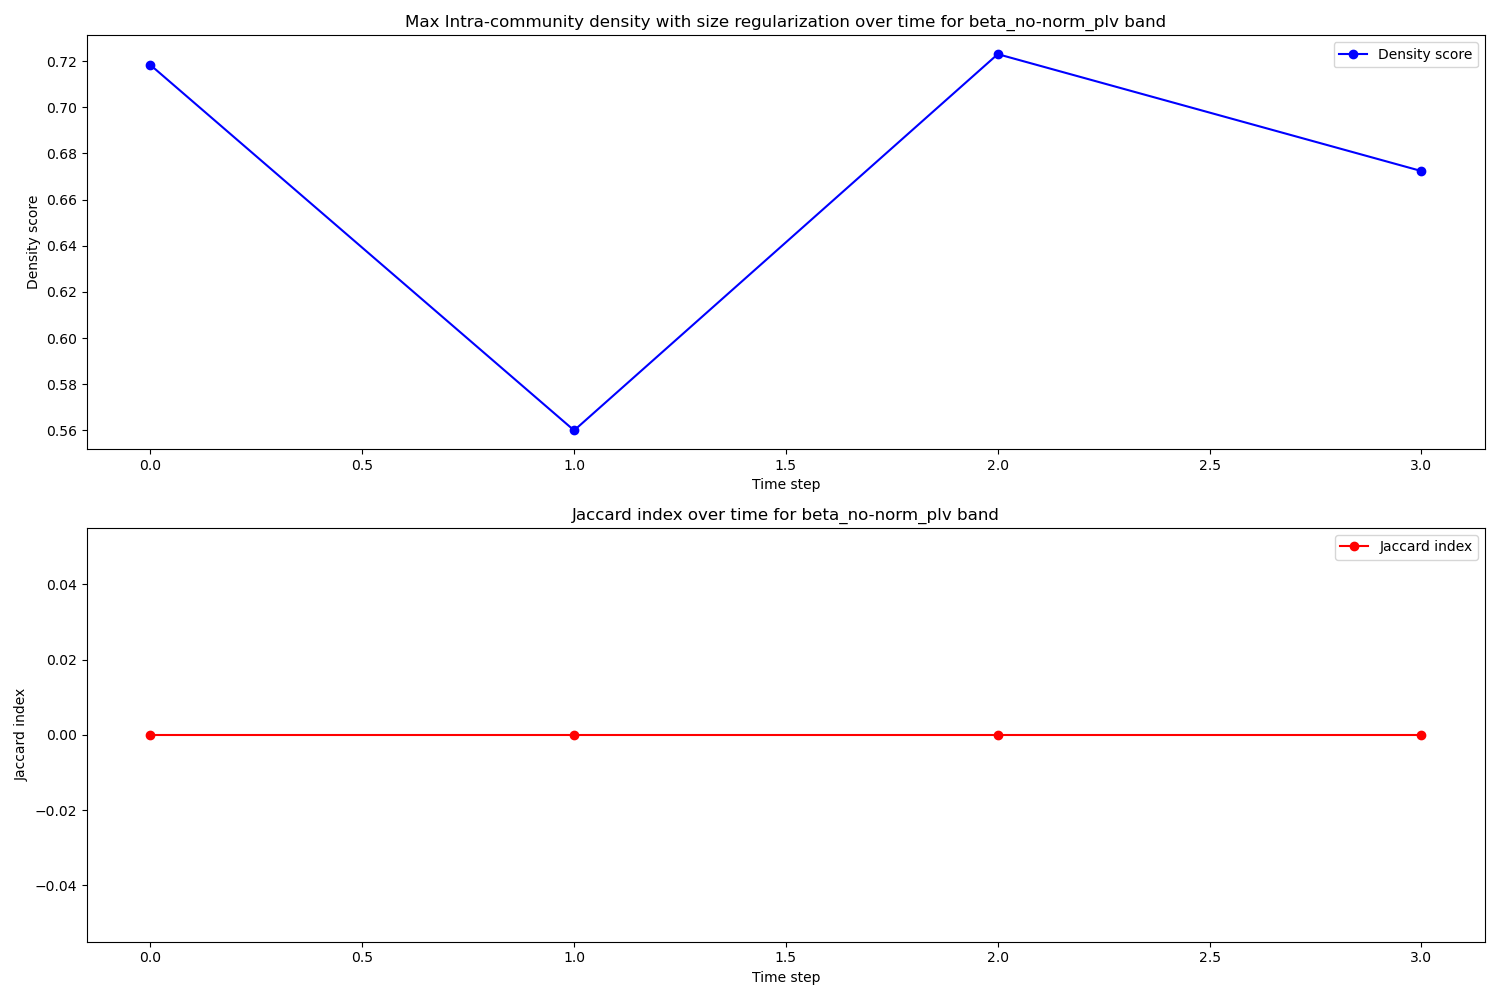 Max Intra-community density with size regularization over time for beta_no-norm_plv band
Density score
0.72
0.70
0.68
0.66
0.64
0.62
0.60
0.58
0.56
Density score
0.0 0.5 1.0 1.5 2.0 2.5 3.0
Time step
Jaccard index over time for beta_no-norm_plv band
Jaccard index
0.04
0.02
0.00
−0.02
−0.04
Jaccard index
0.0 0.5 1.0 1.5 2.0 2.5 3.0
Time step